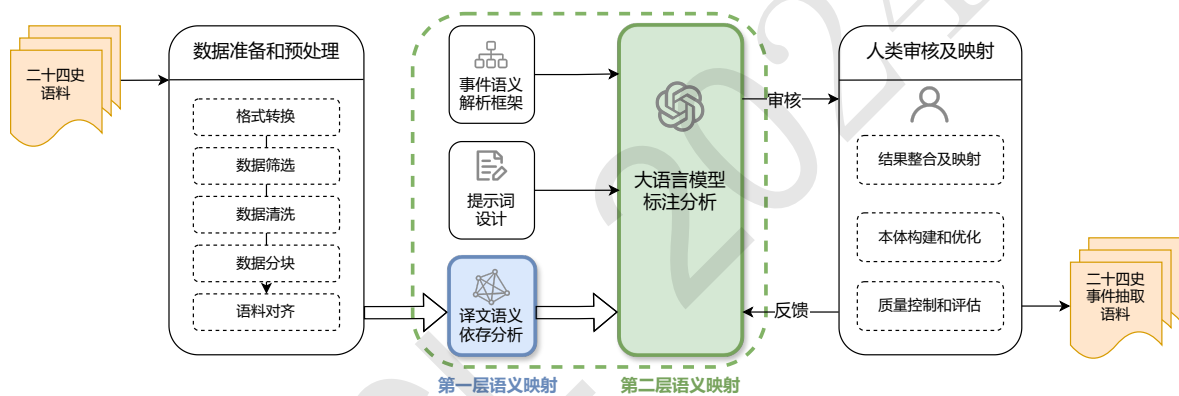 二十四史
语料
数据准备和预处理
格式转换
数据筛选
数据清洗
数据分块
语料对齐
事件语义
解析框架
提示词
设计
译文语义
依存分析
第一层语义映射
大语言模型
标注分析
第二层语义映射
审核
反馈
人类审核及映射
结果整合及映射
本体构建和优化
质量控制和评估
二十四史
事件抽取
语料
2024